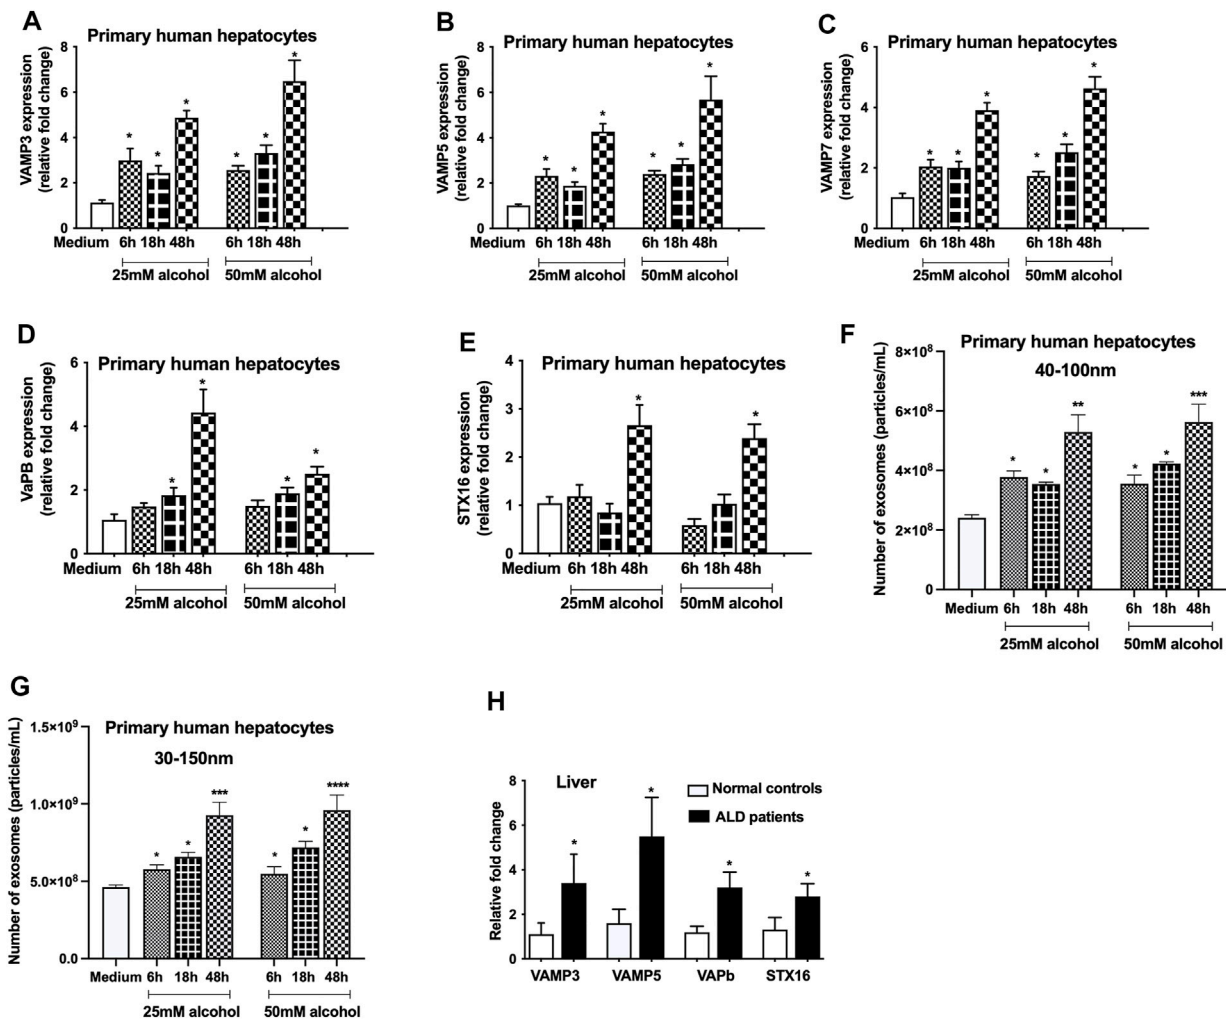 A
Primary human hepatocytes
VAMP3 expression
(relative fold change)
8
6
4
2
0
* * * * * *
Medium 6h 18h 48h 6h 18h 48h
25mM alcohol 50mM alcohol
B
Primary human hepatocytes
VAMP5 expression
(relative fold change)
8
6
4
2
0
* * * * * *
Medium 6h 18h 48h 6h 18h 48h
25mM alcohol 50mM alcohol
C
Primary human hepatocytes
VAMP7 expression
(relative fold change)
6
4
2
0
* * * * * *
Medium 6h 18h 48h 6h 18h 48h
25mM alcohol 50mM alcohol
D
Primary human hepatocytes
VaPB expression
(relative fold change)
6
4
2
0
* * * *
Medium 6h 18h 48h 6h 18h 48h
25mM alcohol 50mM alcohol
E
Primary human hepatocytes
STX16 expression
(relative fold change)
4
3
2
1
0
* *
Medium 6h 18h 48h 6h 18h 48h
25mM alcohol 50mM alcohol
F
Primary human hepatocytes
40-100nm
Number of exosomes (particles/mL)
8×10⁸
6×10⁸
4×10⁸
2×10⁸
0
* * ** * * ***
Medium 6h 18h 48h 6h 18h 48h
25mM alcohol 50mM alcohol
G
Primary human hepatocytes
30-150nm
Number of exosomes (particles/mL)
1.5×10⁹
1.0×10⁹
5.0×10⁸
0.0
* * *** * * ****
Medium 6h 18h 48h 6h 18h 48h
25mM alcohol 50mM alcohol
H
Liver
Normal controls
ALD patients
Relative fold change
8
6
4
2
0
* * * *
VAMP3 VAMP5 VAPb STX16